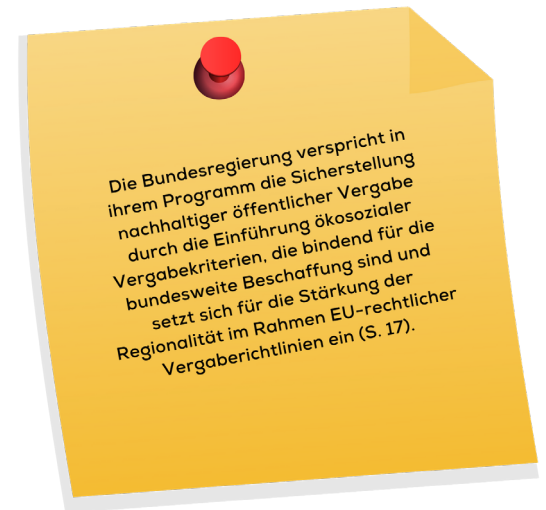 Die Bundesregierung verspricht in
ihrem Programm die Sicherstellung
nachhaltiger öffentlicher Vergabe
durch die Einführung ökosozialer
Vergabekriterien, die bindend für die
bundesweite Beschaffung sind und
setzt sich für die Stärkung der
Regionalität im Rahmen EU-rechtlicher
Vergaberichtlinien ein (S. 17).